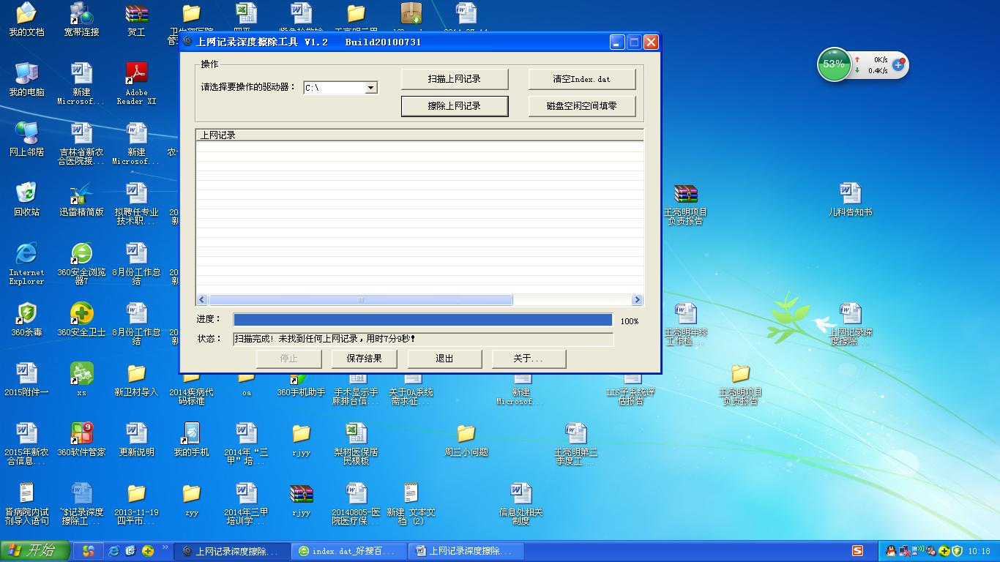 上网记录深度擦除工具 V1.2 Build20100731
操作
请选择要操作的驱动器：
C:\
扫描上网记录
清空Index.dat
擦除上网记录
磁盘空闲空间填零
上网记录
进度：
100%
状态：
扫描完成! 未找到任何上网记录，用时7分9秒!
停止
保存结果
退出
关于...
53%
0K/s
0.4K/s
我的文档
宽带连接
贺工
我的电脑
新建
Microsof...
Adobe
Reader XI
网上邻居
吉林省新农
合医院接...
新建
Microsof...
回收站
迅雷精简版
拟聘任专业
技术职...
王亮明项目
负责报告
儿科告知书
Internet
Explorer
360安全浏览
器7
8月份工作总
结
360杀毒
360安全卫士
8月份工作总
结
王亮明年终
工作检...
上网记录深
度擦除...
2015附件一
xs
新卫材导入
2014疾病代
码标准
oa
360手机助手
手术显示手
麻排台信...
关于OA系统
需求征...
新建
Microsof...
LIS子系统评
估报告
王亮明项目
负责报告
2015年新农
合信息...
9
360软件管家
更新说明
我的手机
2014年“三
甲”培...
rjyy
梨树医保居
民模板
周三小问题
王亮明第三
季度工...
肾病院内试
剂导入语句
~$记录深度
擦除工...
2013-11-19
四平市...
zyy
2014年三甲
培训学...
rjyy
20140805-医
院医疗保...
新建 文本文
档 (2)
信息处相关
制度
开始
上网记录深度擦除...
index.dat_好搜百...
上网记录深度擦除...
10:18